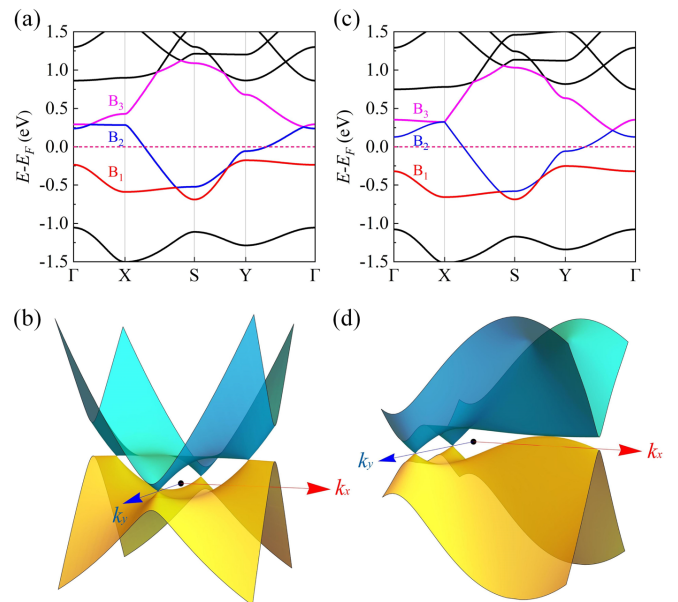 (a)
(c)
1.5
1.0
0.5
0.0
-0.5
-1.0
-1.5
E-E_F (eV)
B₃
B₂
B₁
Γ X S Y Γ
1.5
1.0
0.5
0.0
-0.5
-1.0
-1.5
E-E_F (eV)
B₃
B₂
B₁
Γ X S Y Γ
(b)
(d)
k_y
k_x
k_y
k_x